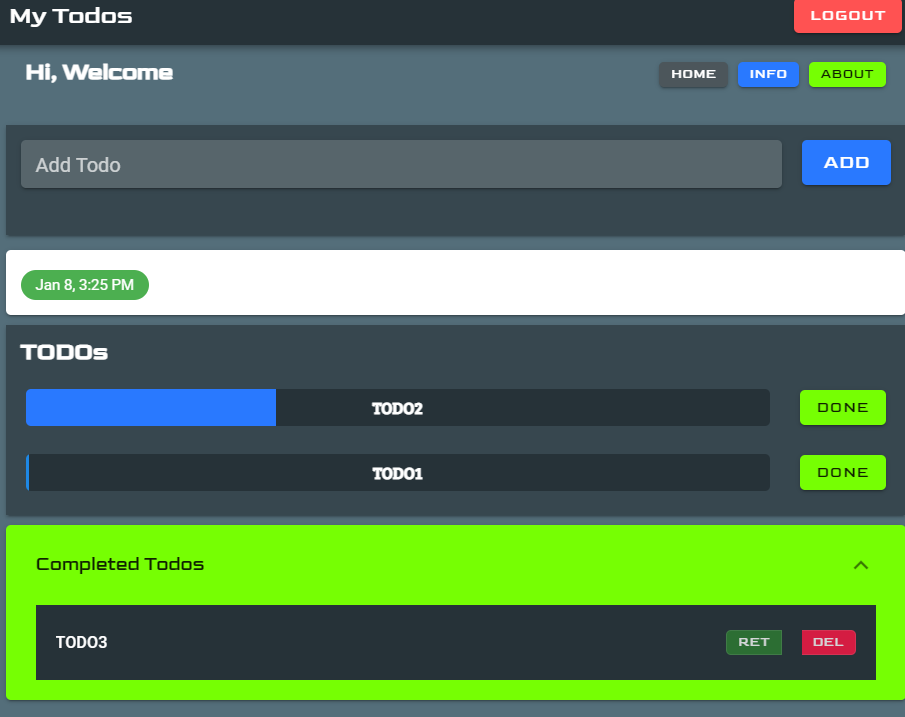 My Todos LOGOUT
Hi, Welcome HOME INFO ABOUT
Add Todo ADD
Jan 8, 3:25 PM
TODOs
TODO2 DONE
TODO1 DONE
Completed Todos
TODO3 RET DEL